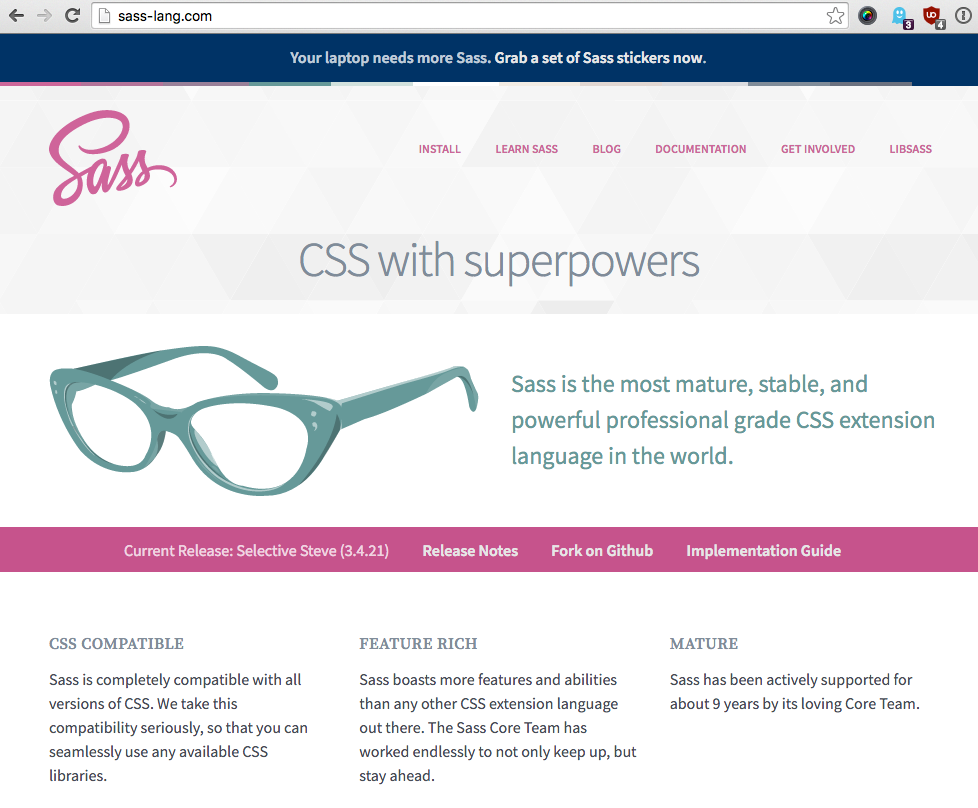 sass-lang.com
3
4
Your laptop needs more Sass. Grab a set of Sass stickers now.
Sass
INSTALL LEARN SASS BLOG DOCUMENTATION GET INVOLVED LIBSASS
CSS with superpowers
Sass is the most mature, stable, and
powerful professional grade CSS extension
language in the world.
Current Release: Selective Steve (3.4.21) Release Notes Fork on Github Implementation Guide
CSS COMPATIBLE
Sass is completely compatible with all
versions of CSS. We take this
compatibility seriously, so that you can
seamlessly use any available CSS
libraries.
FEATURE RICH
Sass boasts more features and abilities
than any other CSS extension language
out there. The Sass Core Team has
worked endlessly to not only keep up, but
stay ahead.
MATURE
Sass has been actively supported for
about 9 years by its loving Core Team.